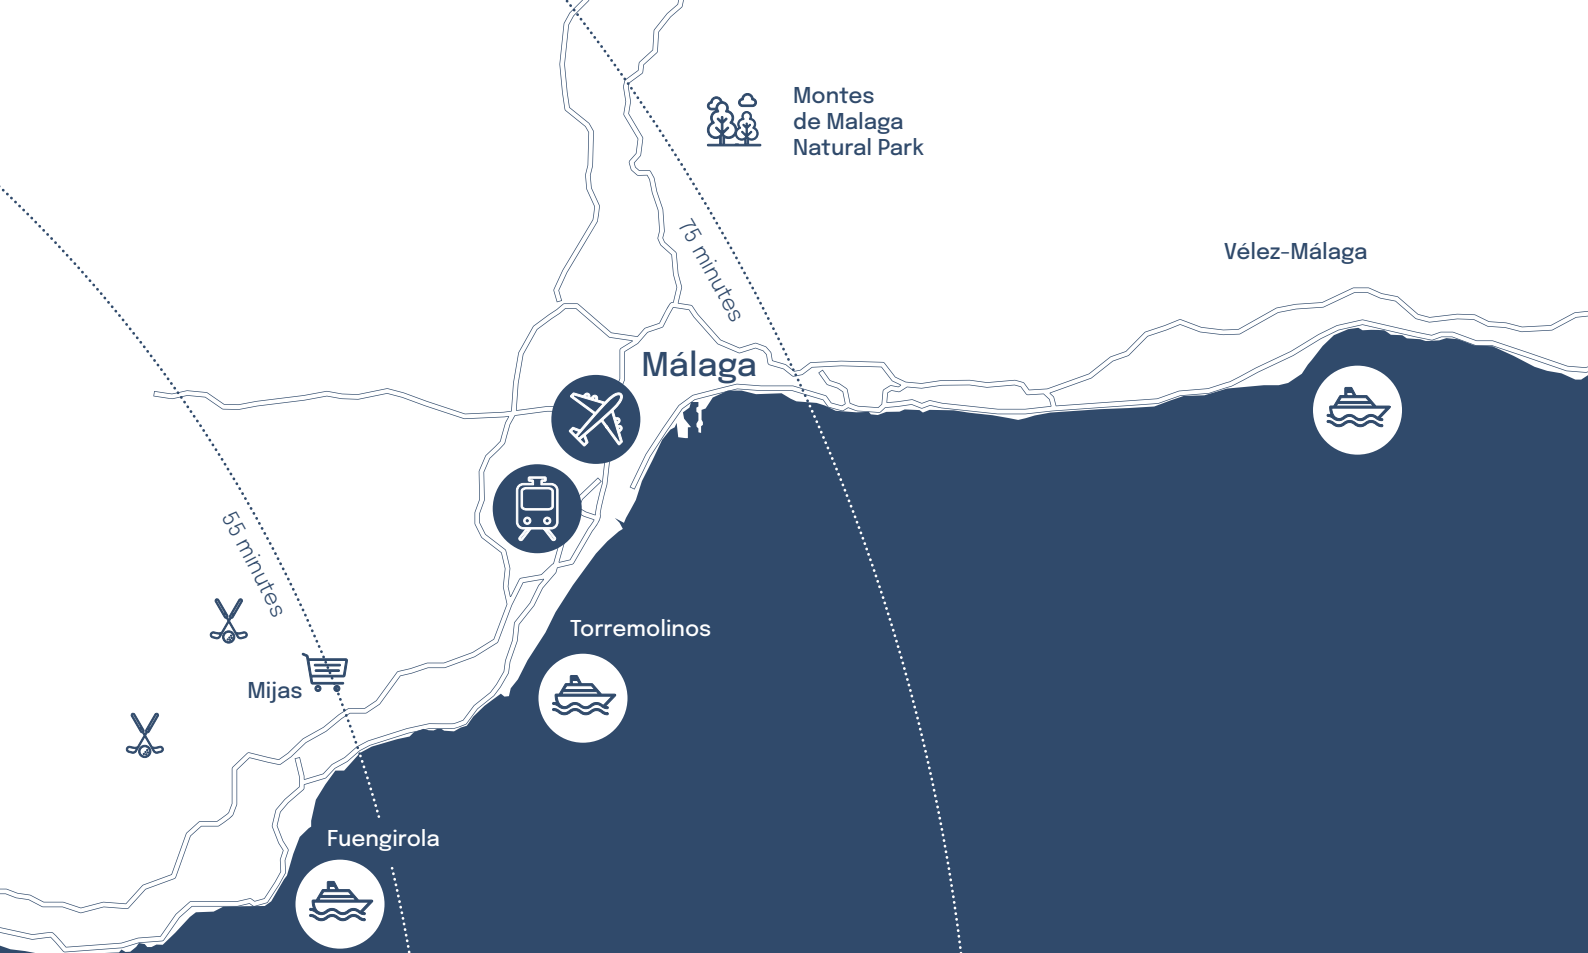 Montes
de Malaga
Natural Park
75 minutes
Vélez-Málaga
Málaga
55 minutes
Torremolinos
Mijas
Fuengirola